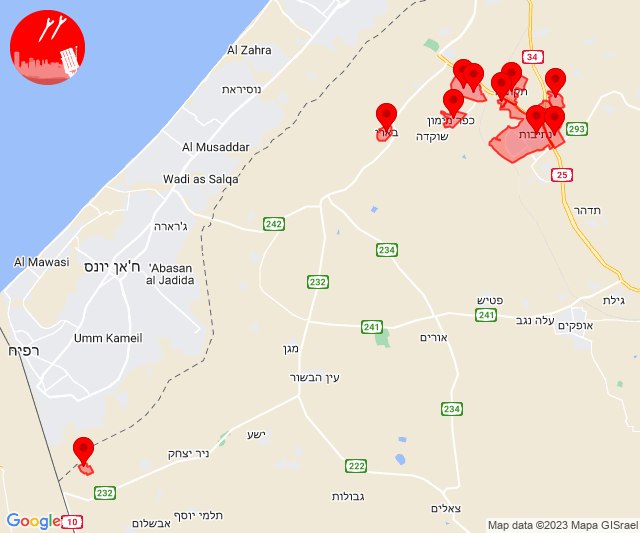 Al Zahra
34
נוסיראת
תקומה
בארי
כפר מימון
שוקדה
נתיבות
293
Al Musaddar
Wadi as Salqa
25
תדהר
ג'רארה
242
234
Al Mawasi
ח'אן יונס
'Abasan
al Jadida
232
פטיש
גילת
241
עלה נגב
אופקים
241
אורים
Umm Kameil
רפיח
מגן
עין הבשור
234
ישע
ניר יצחק
222
232
גבולות
צאלים
תלמי יוסף
אבשלום
Google
10
Map data ©2023 Mapa GISrael